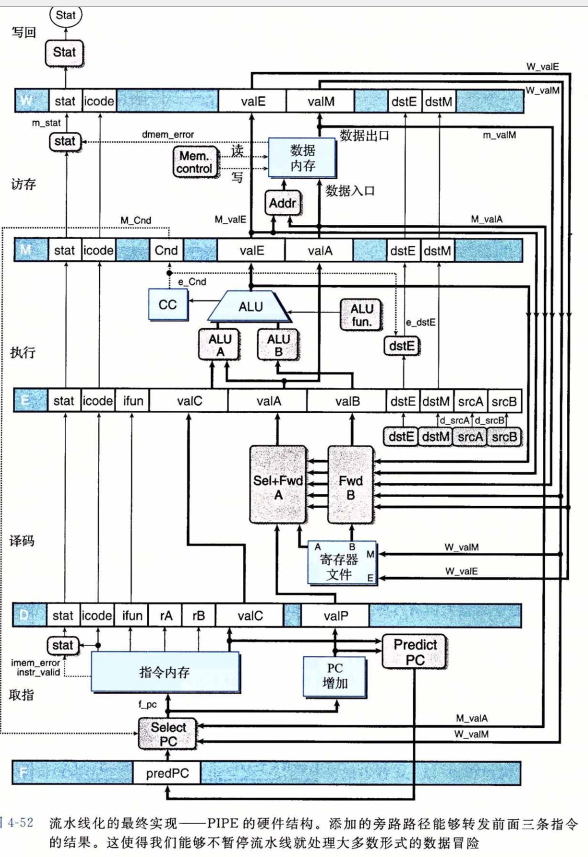 Stat
写回
Stat
W_valE
W stat icode valE valM dstE dstM
W_valM
m_stat
stat
dmem_error
数据出口
m_valM
Mem. control
读
写
数据 内存
访存
Addr
数据入口
M_Cnd
M_valE
M_valA
M stat icode Cnd valE valA dstE dstM
e_Cnd
CC
ALU
ALU fun.
e_dstE
执行
ALU A
ALU B
dstE
E stat icode ifun valC valA valB dstE dstM srcA srcB
d_srcA d_srcB
dstE dstM srcA srcB
Sel+Fwd A
Fwd B
译码
A B
寄存器 文件
M
E
W_valM
W_valE
D stat icode ifun rA rB valC valP
stat
imem_error
instr_valid
指令内存
PC 增加
Predict PC
取指
f_pc
M_valA
Select PC
W_valM
F predPC
4-52 流水线化的最终实现——PIPE的硬件结构。添加的旁路路径能够转发前面三条指令
的结果。这使得我们能够不暂停流水线就处理大多数形式的数据冒险